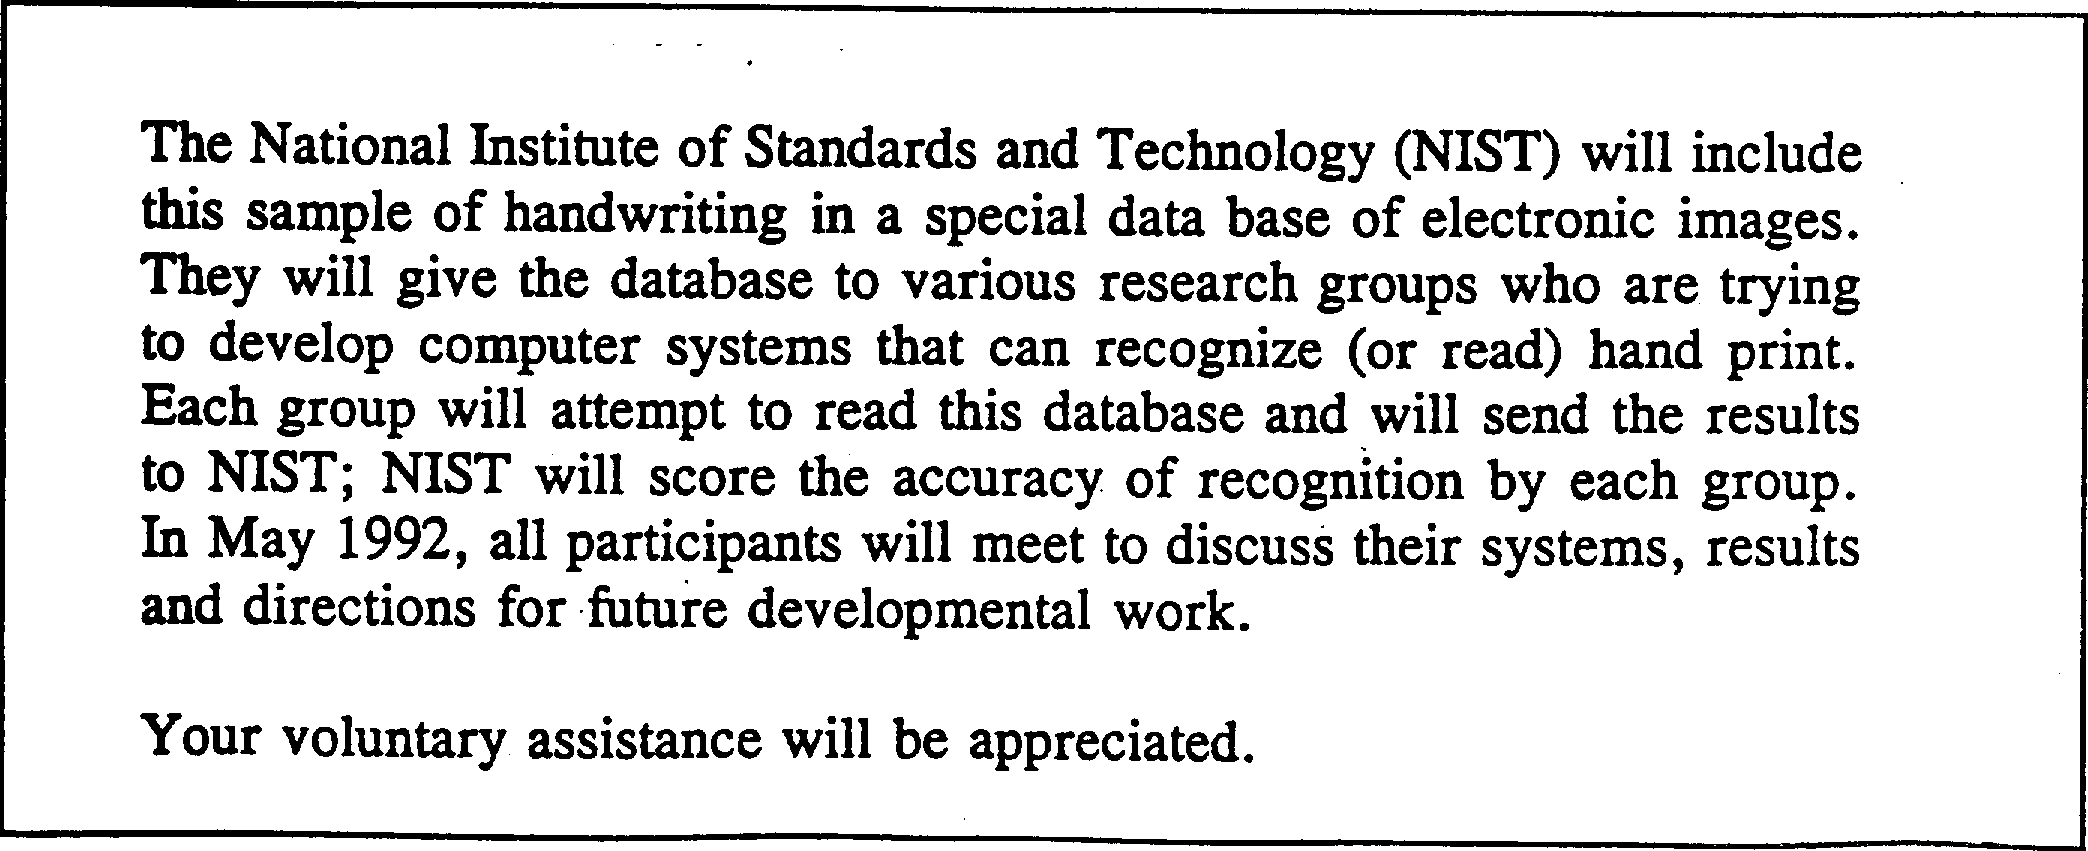 The National Institute of Standards and Technology (NIST) will include
this sample of handwriting in a special data base of electronic images.
They will give the database to various research groups who are trying
to develop computer systems that can recognize (or read) hand print.
Each group will attempt to read this database and will send the results
to NIST; NIST will score the accuracy of recognition by each group.
In May 1992, all participants will meet to discuss their systems, results
and directions for future developmental work.
Your voluntary assistance will be appreciated.